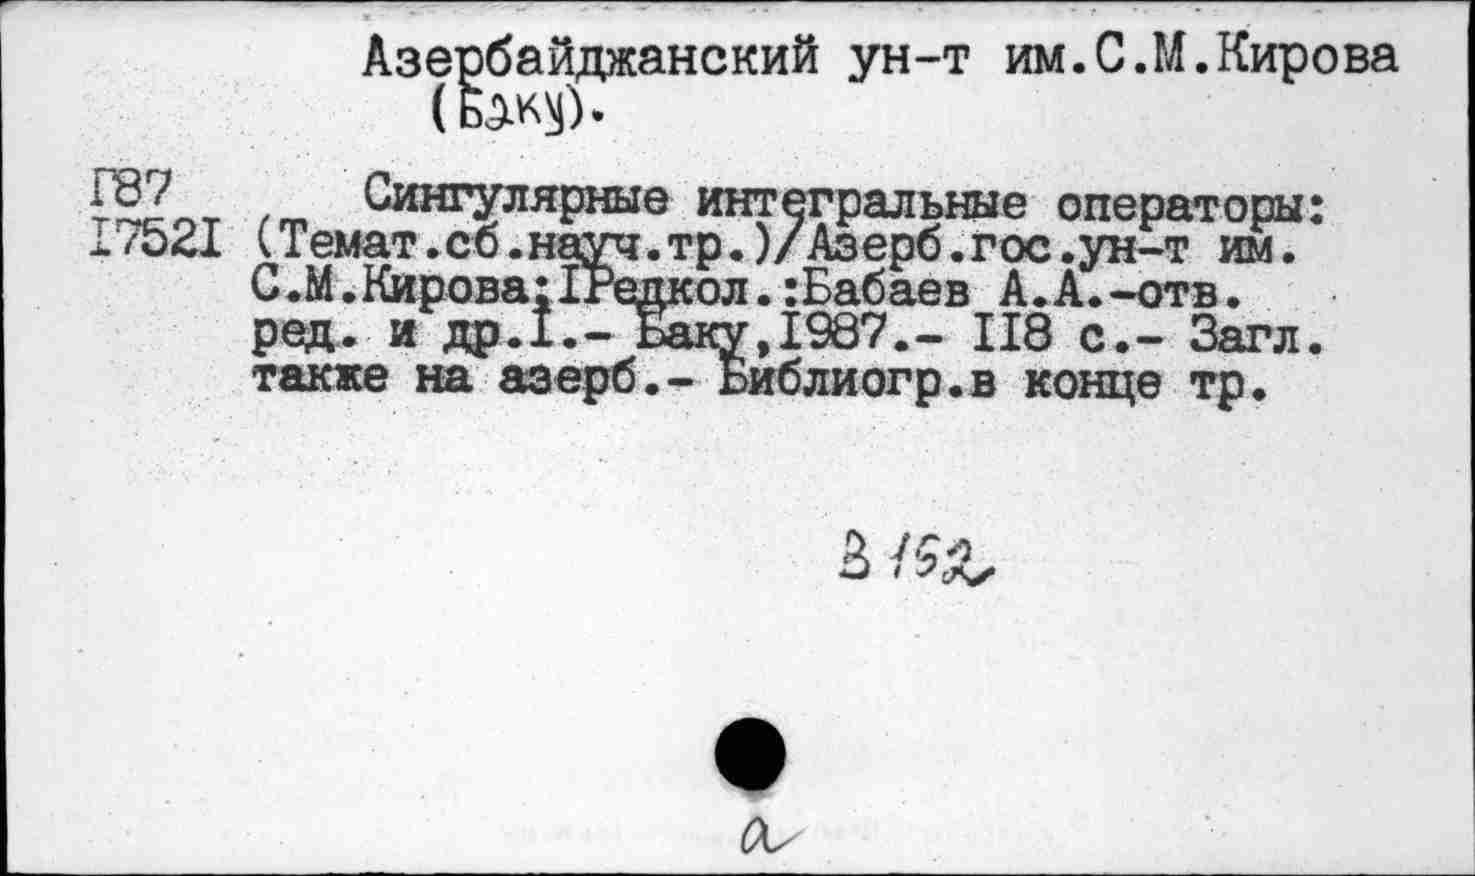 Азербайджанский ун-т им.С.М.Кирова
(Баку).
Г87 Сингулярные интегральные операторы:
17521 (Темат.сб.науч.тр.)/Азерб.гос.ун-т им.
С.М.Кирова;[Редкол.:Бабаев А.А.-отв.
ред. и др.].- Баку,1987.- 118 с.- Загл.
также на азерб.- Библиогр.в конце тр.
В 152
а